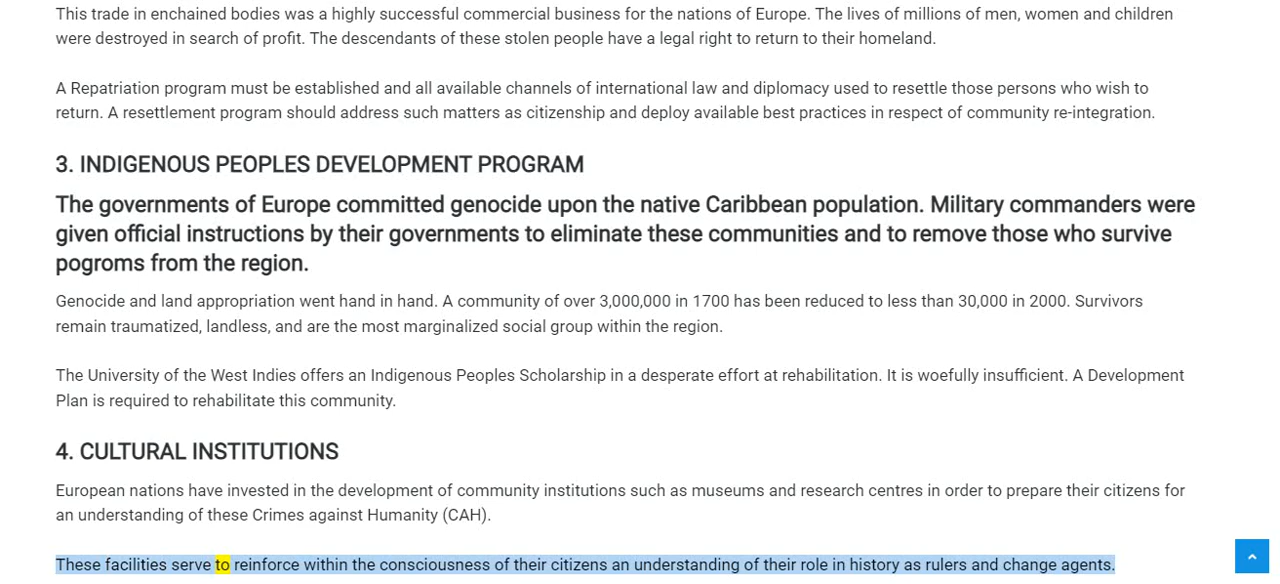 This trade in enchained bodies was a highly successful commercial business for the nations of Europe. The lives of millions of men, women and children
were destroyed in search of profit. The descendants of these stolen people have a legal right to return to their homeland.
A Repatriation program must be established and all available channels of international law and diplomacy used to resettle those persons who wish to
return. A resettlement program should address such matters as citizenship and deploy available best practices in respect of community re-integration.
3. INDIGENOUS PEOPLES DEVELOPMENT PROGRAM
The governments of Europe committed genocide upon the native Caribbean population. Military commanders were
given official instructions by their governments to eliminate these communities and to remove those who survive
pogroms from the region.
Genocide and land appropriation went hand in hand. A community of over 3,000,000 in 1700 has been reduced to less than 30,000 in 2000. Survivors
remain traumatized, landless, and are the most marginalized social group within the region.
The University of the West Indies offers an Indigenous Peoples Scholarship in a desperate effort at rehabilitation. It is woefully insufficient. A Development
Plan is required to rehabilitate this community.
4. CULTURAL INSTITUTIONS
European nations have invested in the development of community institutions such as museums and research centres in order to prepare their citizens for
an understanding of these Crimes against Humanity (CAH).
These facilities serve to reinforce within the consciousness of their citizens an understanding of their role in history as rulers and change agents.